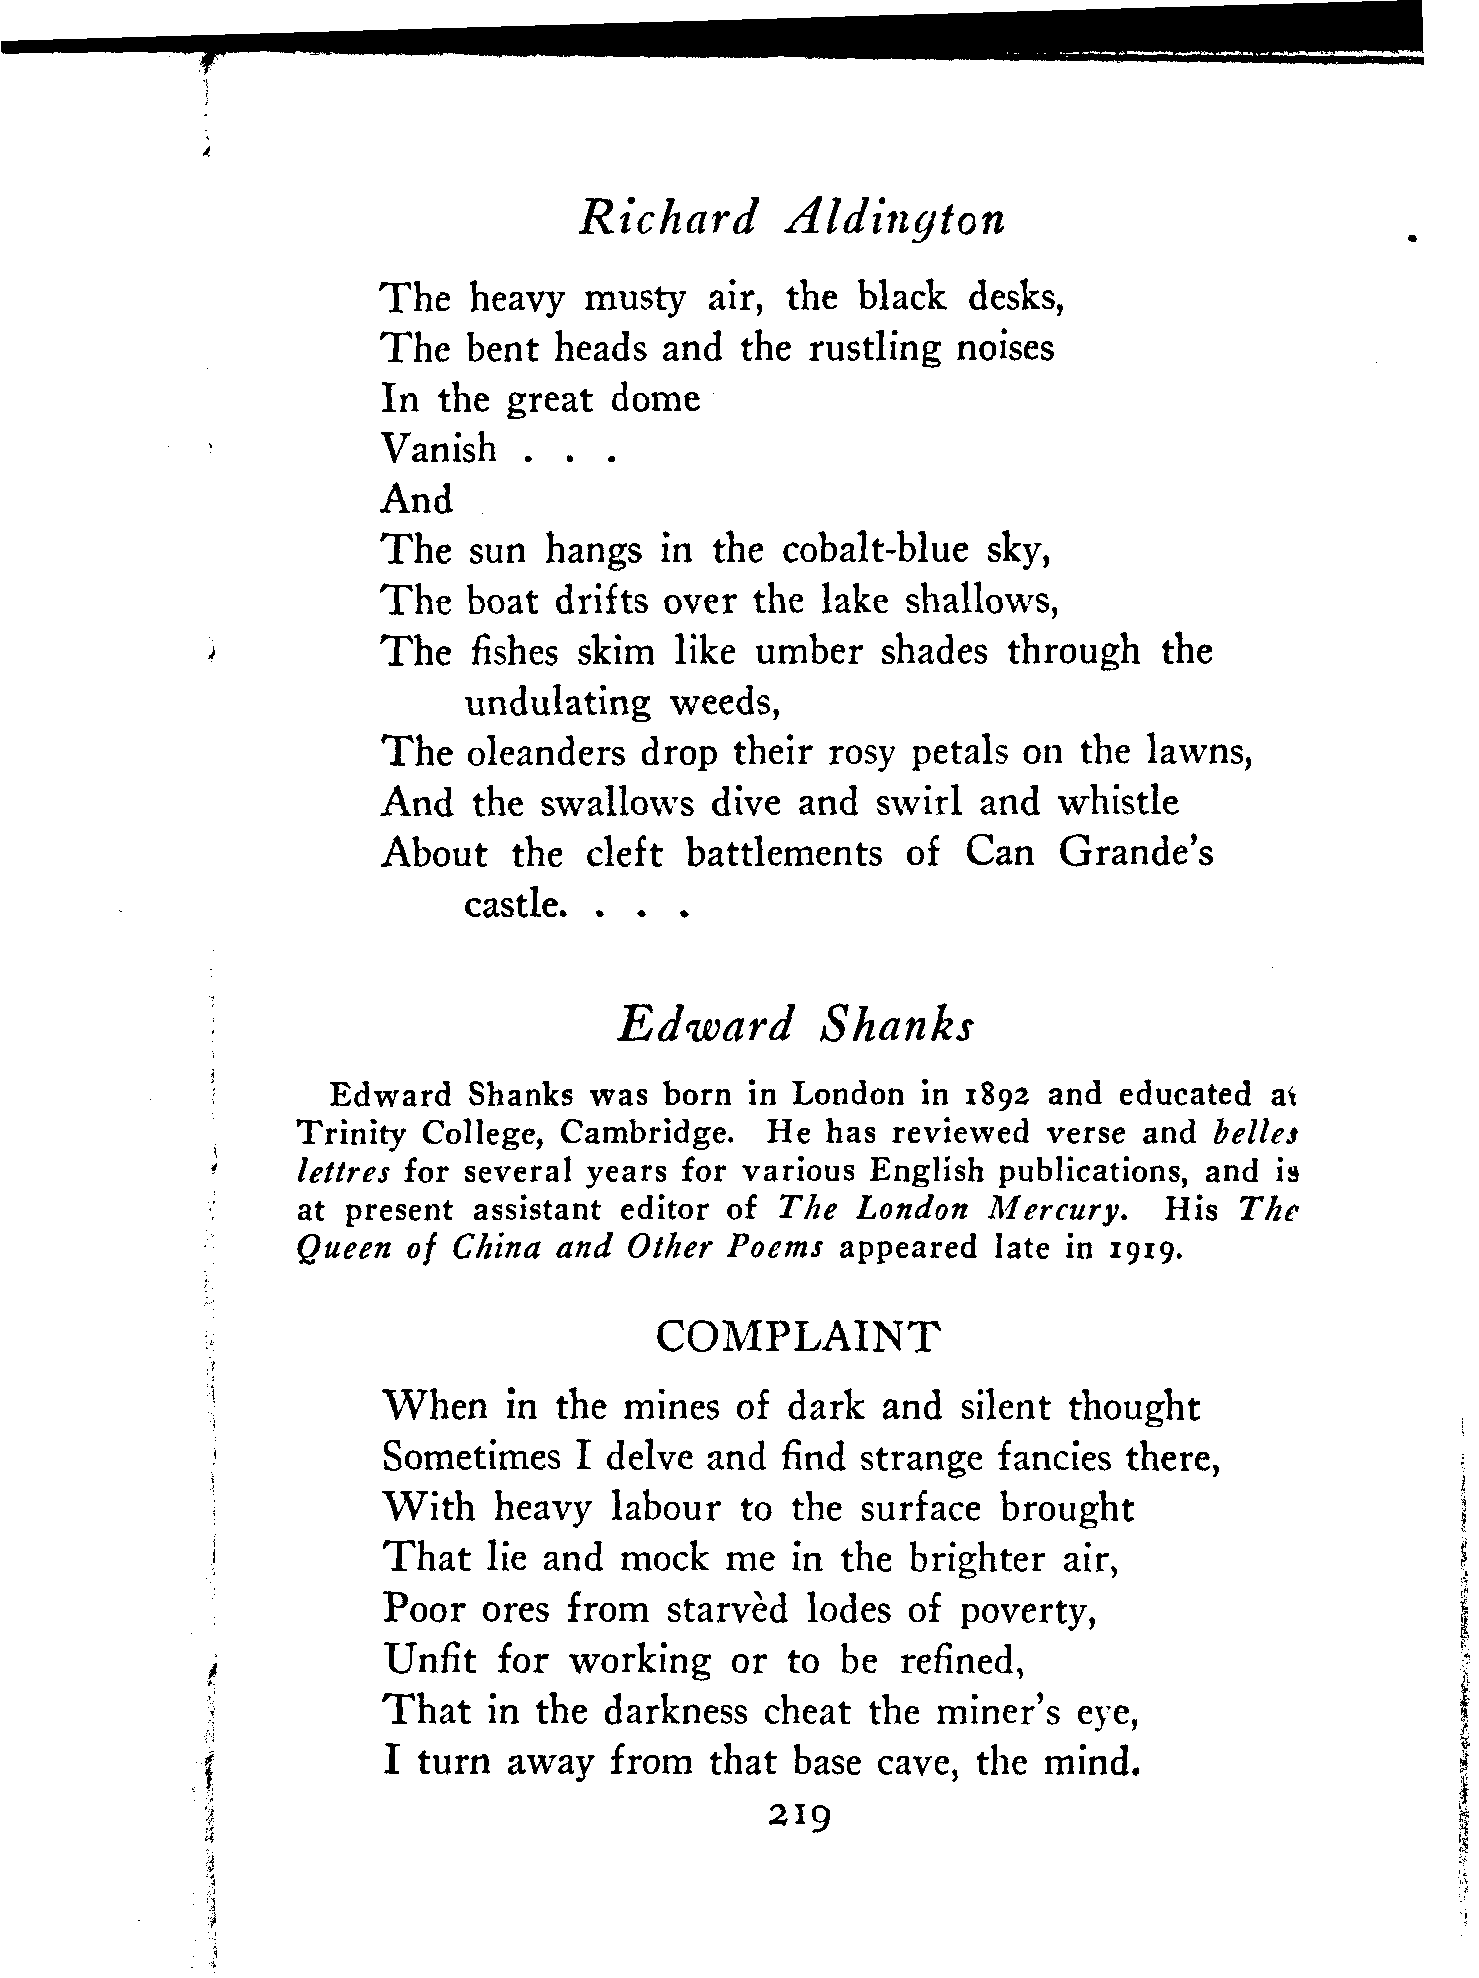 Richard Aldington
The heavy musty air, the black desks,
The bent heads and the rustling noises
In the great dome
Vanish . . .
And
The sun hangs in the cobalt-blue sky,
The boat drifts over the lake shallows,
The fishes skim like umber shades through the
undulating weeds,
The oleanders drop their rosy petals on the lawns,
And the swallows dive and swirl and whistle
About the cleft battlements of Can Grande's
castle. . . .
Edward Shanks
Edward Shanks was born in London in 1892 and educated at
Trinity College, Cambridge. He has reviewed verse and belles
lettres for several years for various English publications, and is
at present assistant editor of The London Mercury. His The
Queen of China and Other Poems appeared late in 1919.
COMPLAINT
When in the mines of dark and silent thought
Sometimes I delve and find strange fancies there,
With heavy labour to the surface brought
That lie and mock me in the brighter air,
Poor ores from starvèd lodes of poverty,
Unfit for working or to be refined,
That in the darkness cheat the miner's eye,
I turn away from that base cave, the mind.
219